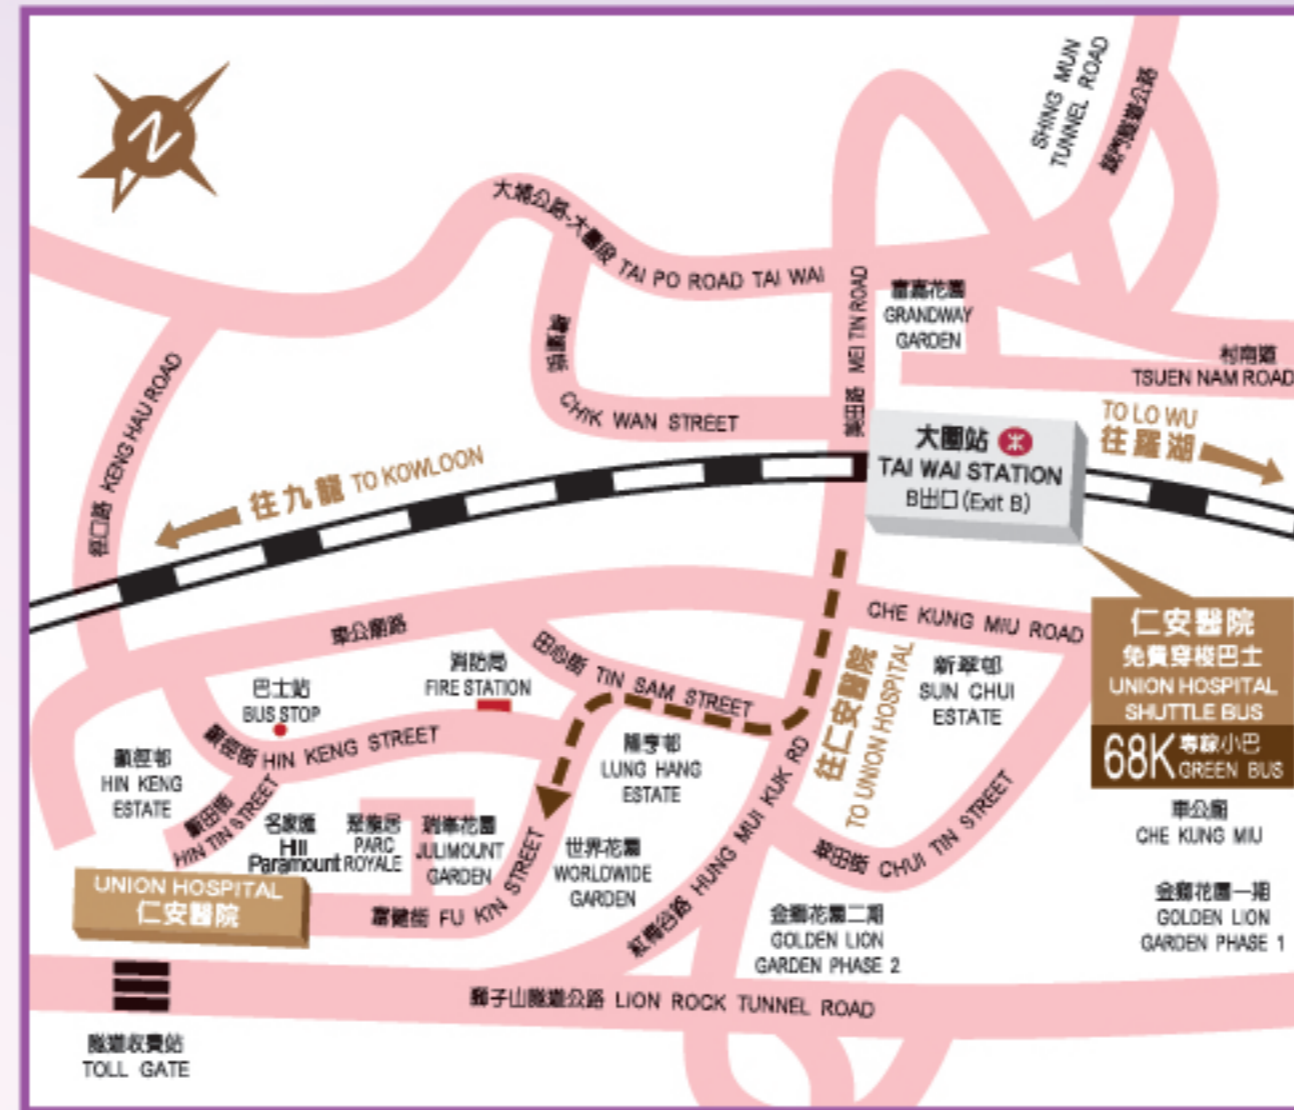 N
SHING MUN
TUNNEL ROAD
城門隧道公路
大埔公路-大圍段 TAI PO ROAD TAI WAI
美田路 MEI TIN ROAD
富嘉花園
GRANDWAY
GARDEN
村南道
TSUEN NAM ROAD
積運街
CHIK WAN STREET
徑口路 KENG HAU ROAD
往九龍 TO KOWLOON
大圍站
TAI WAI STATION
B出口(Exit B)
TO LO WU
往羅湖
車公廟路
CHE KUNG MIU ROAD
仁安醫院
免費穿梭巴士
UNION HOSPITAL
SHUTTLE BUS
68K 專線小巴
GREEN BUS
田心街 TIN SAM STREET
消防局
FIRE STATION
巴士站
BUS STOP
顯徑街 HIN KENG STREET
顯徑邨
HIN KENG
ESTATE
顯田街
HIN TIN STREET
隆亨邨
LUNG HANG
ESTATE
往仁安醫院
TO UNION HOSPITAL
新翠邨
SUN CHUI
ESTATE
名家匯
Hill
Paramount
聚龍居
PARC
ROYALE
瑞峯花園
JULIMOUNT
GARDEN
世界花園
WORLDWIDE
GARDEN
紅梅谷路 HUNG MUI KUK RD
翠田街 CHUI TIN STREET
車公廟
CHE KUNG MIU
UNION HOSPITAL
仁安醫院
富健街 FU KIN STREET
金獅花園二期
GOLDEN LION
GARDEN PHASE 2
金獅花園一期
GOLDEN LION
GARDEN PHASE 1
獅子山隧道公路 LION ROCK TUNNEL ROAD
隧道收費站
TOLL GATE